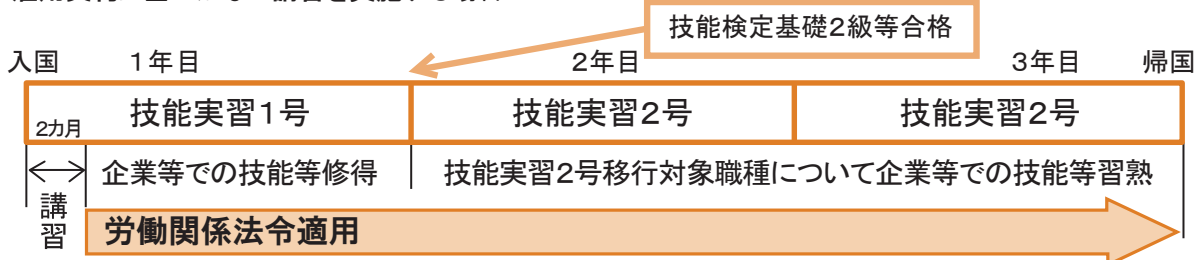 技能検定基礎2級等合格
入国 1年目 2年目 3年目 帰国
2カ月 技能実習1号 技能実習2号 技能実習2号
企業等での技能等修得 技能実習2号移行対象職種について企業等での技能等習熟
講習
労働関係法令適用